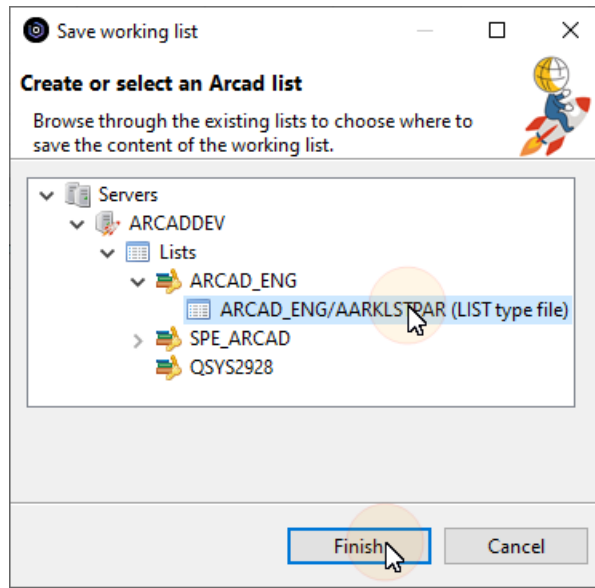 Save working list
Create or select an Arcad list
Browse through the existing lists to choose where to
save the content of the working list.
Servers
ARCADDEV
Lists
ARCAD_ENG
ARCAD_ENG/AARKLSTPAR (LIST type file)
SPE_ARCAD
QSYS2928
Finish
Cancel